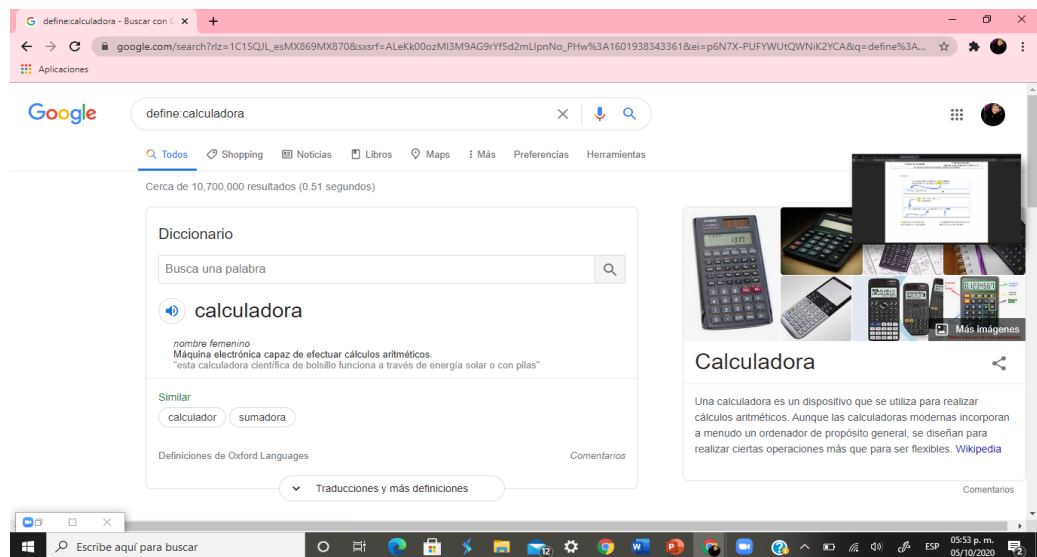 define:calculadora - Buscar con G
google.com/search?rlz=1C1SQJL_esMX869MX870&sxsrf=ALeKk00ozMI3M9AG9rYf5d2mLIpnNo_PHw%3A1601938343361&ei=p6N7X-PUFYWUtQWNiK2YCA&q=define%3A...
Aplicaciones
Google
define:calculadora
Todos Shopping Noticias Libros Maps Más Preferencias Herramientas
Cerca de 10,700,000 resultados (0.51 segundos)
Diccionario
Busca una palabra
calculadora
nombre femenino
Máquina electrónica capaz de efectuar cálculos aritméticos.
"esta calculadora científica de bolsillo funciona a través de energía solar o con pilas"
Similar
calculador sumadora
Definiciones de Oxford Languages
Comentarios
Traducciones y más definiciones
Más imágenes
Calculadora
Una calculadora es un dispositivo que se utiliza para realizar
cálculos aritméticos. Aunque las calculadoras modernas incorporan
a menudo un ordenador de propósito general, se diseñan para
realizar ciertas operaciones más que para ser flexibles. Wikipedia
Comentarios
Escribe aquí para buscar
12
ESP
05:53 p. m.
05/10/2020
2